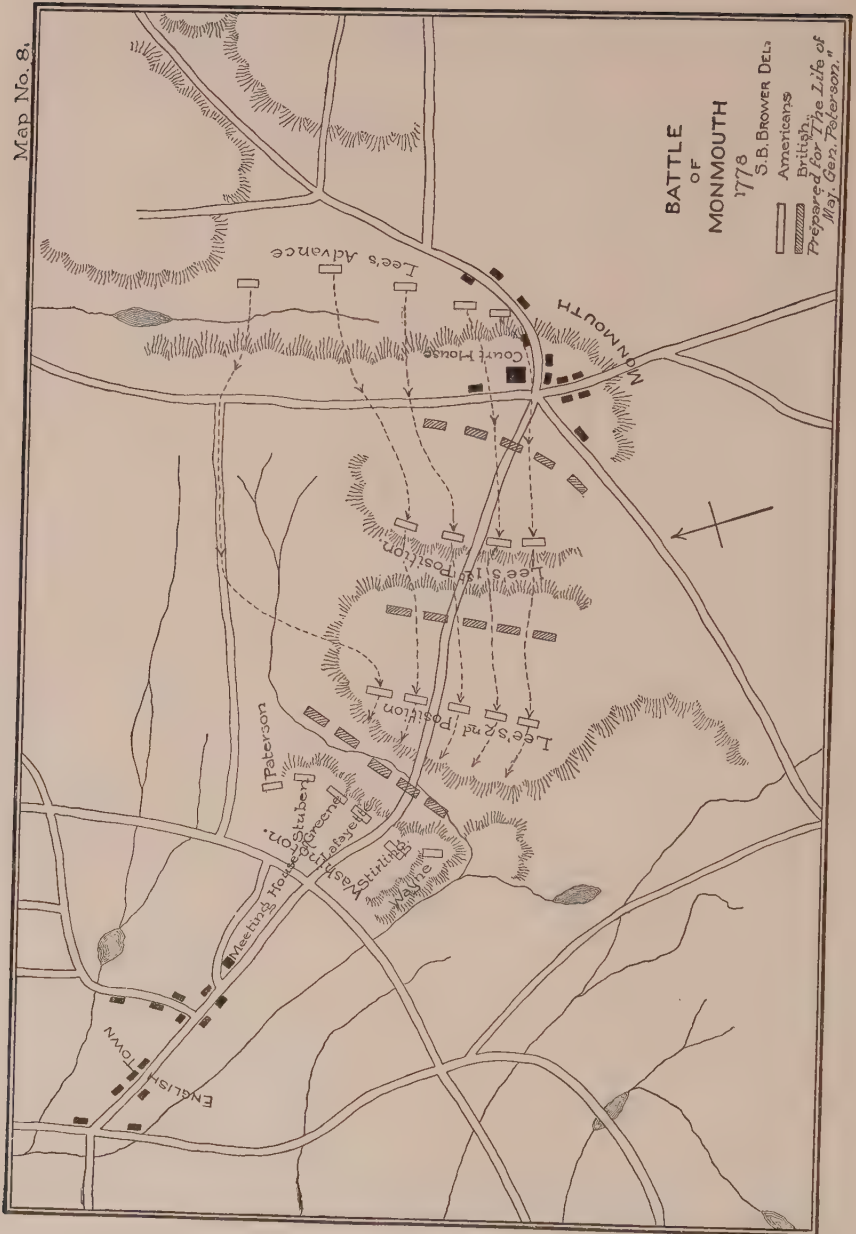 Map No. 8.
BATTLE
OF
MONMOUTH
1778
S. B. BROWER DEL.
Americans
British.
Prepared for "The Life of
Maj. Gen. Paterson."
Lee's Advance
Court House
MONMOUTH
Lee's 1st Position.
Lee's 2nd Position
Paterson
Stuben
Greene
Lafayette
Washington.
Stirling
Wayne
Meeting House
ENGLISH
TOWN